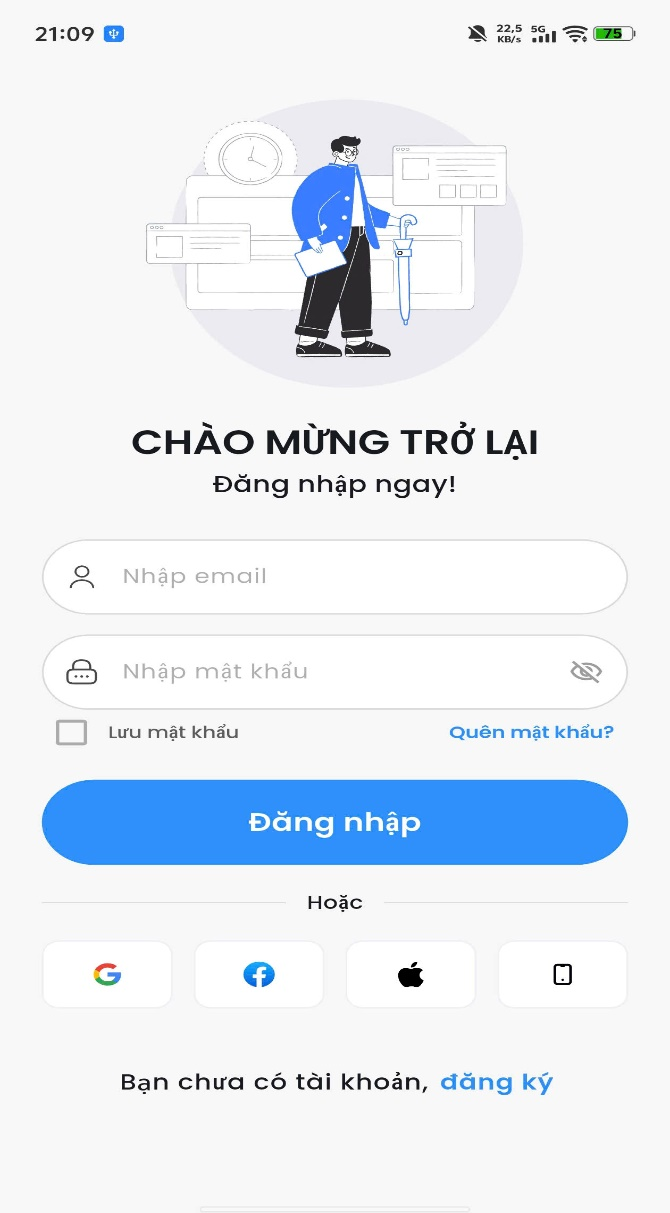 21:09
22,5
KB/s
5G
75
CHÀO MỪNG TRỞ LẠI
Đăng nhập ngay!
Nhập email
Nhập mật khẩu
Lưu mật khẩu
Quên mật khẩu?
Đăng nhập
Hoặc
Bạn chưa có tài khoản, đăng ký